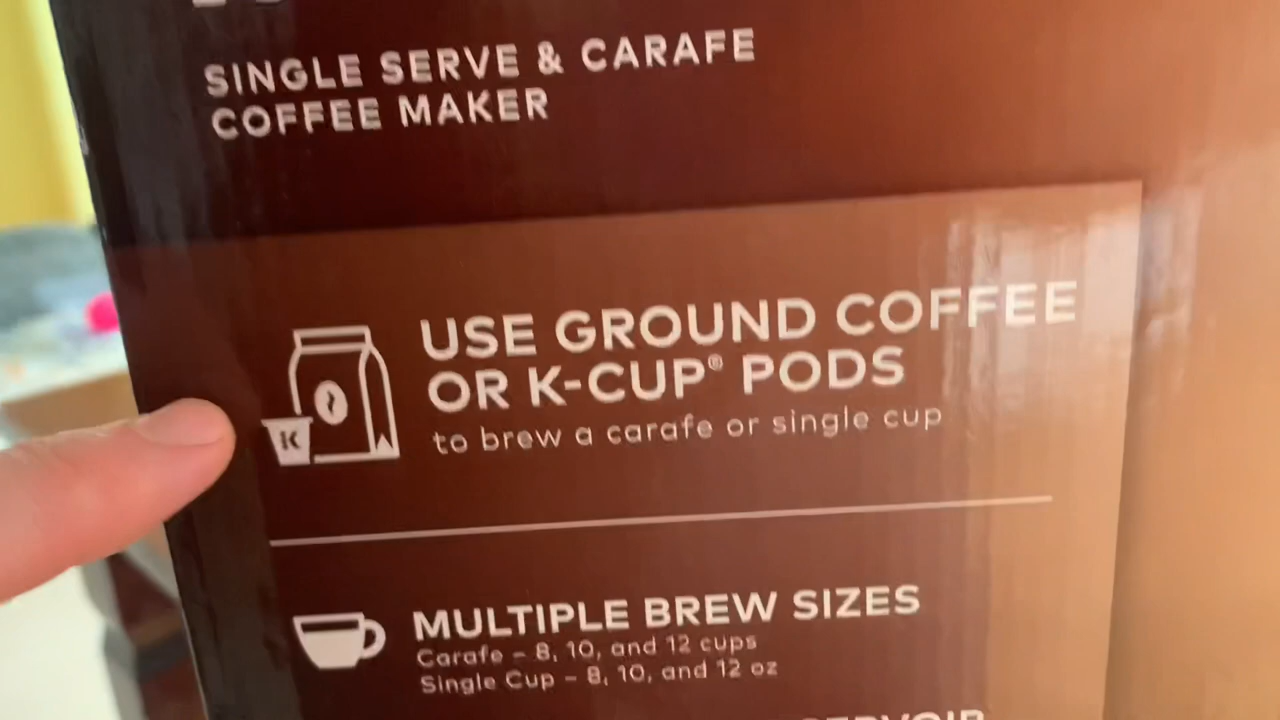 SINGLE SERVE & CARAFE
COFFEE MAKER
USE GROUND COFFEE
OR K-CUP® PODS
to brew a carafe or single cup
K
MULTIPLE BREW SIZES
Carafe – 8, 10, and 12 cups
Single Cup – 8, 10, and 12 oz